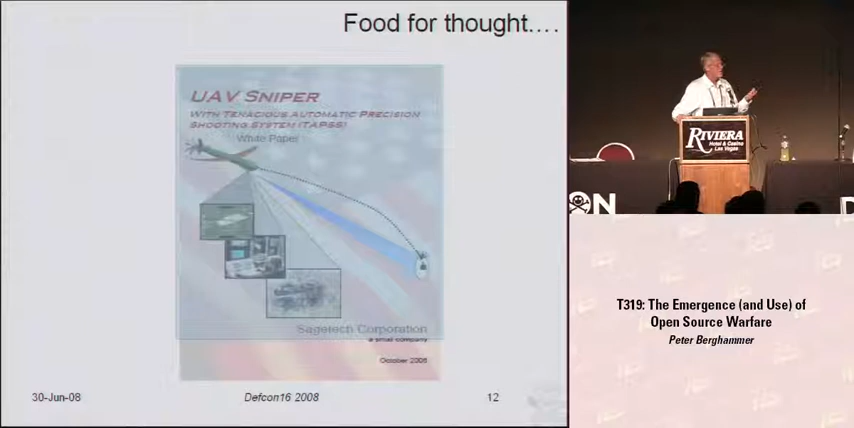 Food for thought....
UAV SNIPER
WITH TENACIOUS AUTOMATIC PRECISION
SHOOTING SYSTEM (TAPSS)
White Paper
Sagetech Corporation
a small company
October 2006
30-Jun-08
Defcon16 2008
12
RIVIERA
Hotel & Casino
Las Vegas
ON
D
T319: The Emergence (and Use) of
Open Source Warfare
Peter Berghammer